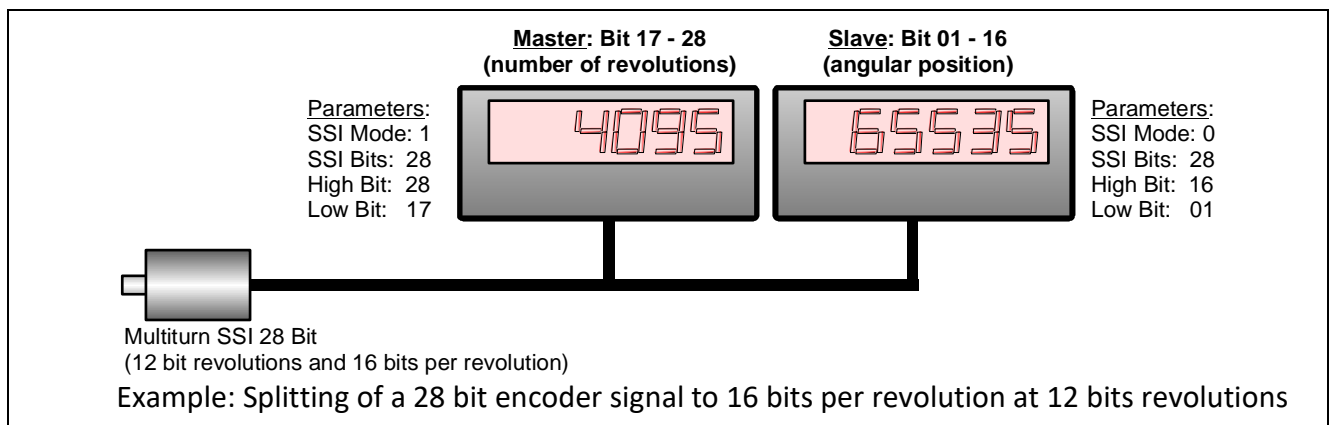 Master: Bit 17 - 28
(number of revolutions)
Slave: Bit 01 - 16
(angular position)
Parameters:
SSI Mode: 1
SSI Bits: 28
High Bit: 28
Low Bit: 17
4095
65535
Parameters:
SSI Mode: 0
SSI Bits: 28
High Bit: 16
Low Bit: 01
Multiturn SSI 28 Bit
(12 bit revolutions and 16 bits per revolution)
Example: Splitting of a 28 bit encoder signal to 16 bits per revolution at 12 bits revolutions